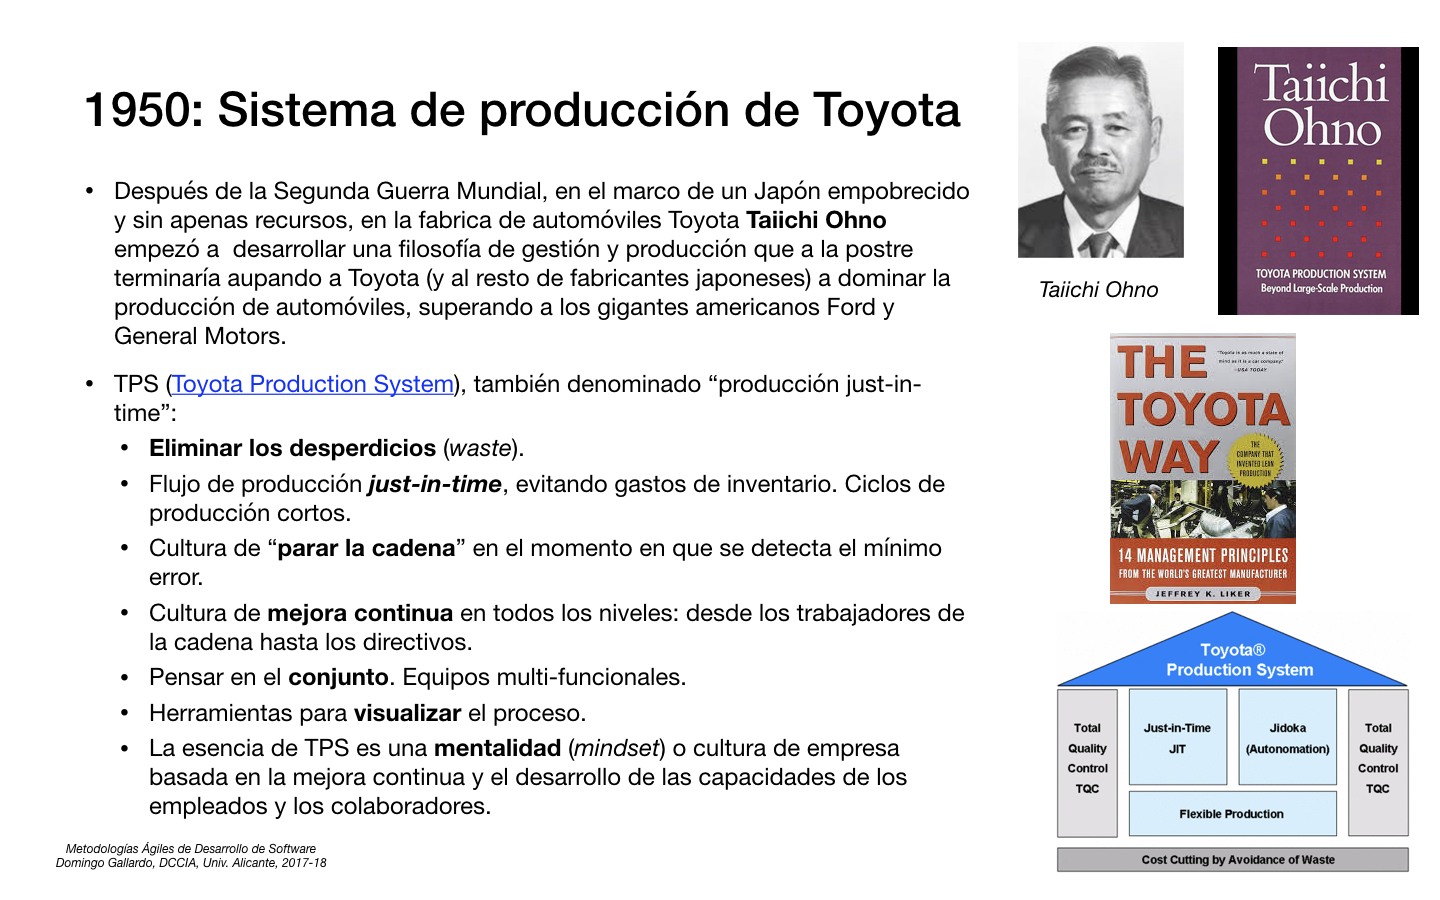 1950: Sistema de producción de Toyota
• Después de la Segunda Guerra Mundial, en el marco de un Japón empobrecido
y sin apenas recursos, en la fabrica de automóviles Toyota Taiichi Ohno
empezó a  desarrollar una filosofía de gestión y producción que a la postre
terminaría aupando a Toyota (y al resto de fabricantes japoneses) a dominar la
producción de automóviles, superando a los gigantes americanos Ford y
General Motors.
• TPS (Toyota Production System), también denominado “producción just-in-
time”:
• Eliminar los desperdicios (waste).
• Flujo de producción just-in-time, evitando gastos de inventario. Ciclos de
producción cortos.
• Cultura de “parar la cadena” en el momento en que se detecta el mínimo
error.
• Cultura de mejora continua en todos los niveles: desde los trabajadores de
la cadena hasta los directivos.
• Pensar en el conjunto. Equipos multi-funcionales.
• Herramientas para visualizar el proceso.
• La esencia de TPS es una mentalidad (mindset) o cultura de empresa
basada en la mejora continua y el desarrollo de las capacidades de los
empleados y los colaboradores.
Metodologías Ágiles de Desarrollo de Software
Domingo Gallardo, DCCIA, Univ. Alicante, 2017-18
Taiichi Ohno
Taiichi
Ohno
TOYOTA PRODUCTION SYSTEM
Beyond Large-Scale Production
THE
TOYOTA
WAY
"Toyota is as much a state of
mind as it is a car company."
—USA TODAY
THE
COMPANY THAT
INVENTED LEAN
PRODUCTION
14 MANAGEMENT PRINCIPLES
FROM THE WORLD'S GREATEST MANUFACTURER
JEFFREY K. LIKER
Toyota®
Production System
Total
Quality
Control
TQC
Just-in-Time
JIT
Jidoka
(Autonomation)
Total
Quality
Control
TQC
Flexible Production
Cost Cutting by Avoidance of Waste